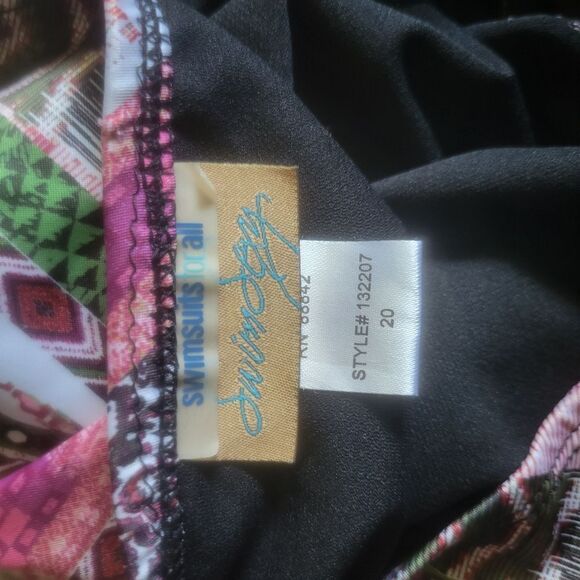 swimsuits for all
Swim Sexy
RN 88842
STYLE# 132207
20